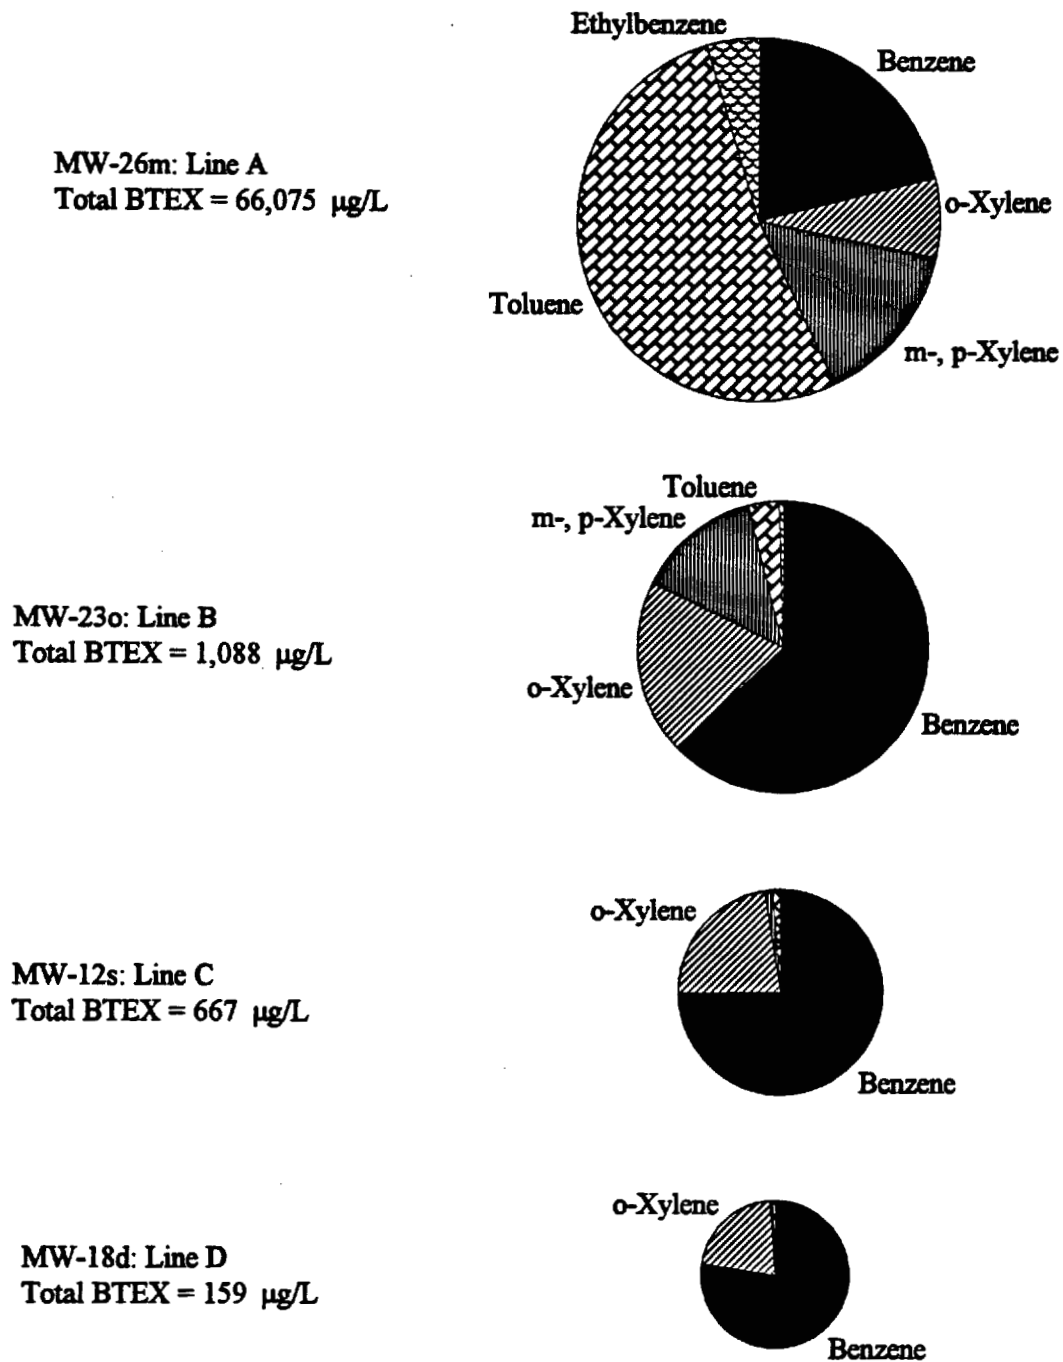 Ethylbenzene
Benzene
MW-26m: Line A
Total BTEX = 66,075 µg/L
o-Xylene
Toluene
m-, p-Xylene
Toluene
m-, p-Xylene
MW-23o: Line B
Total BTEX = 1,088 µg/L
o-Xylene
Benzene
o-Xylene
MW-12s: Line C
Total BTEX = 667 µg/L
Benzene
o-Xylene
MW-18d: Line D
Total BTEX = 159 µg/L
Benzene